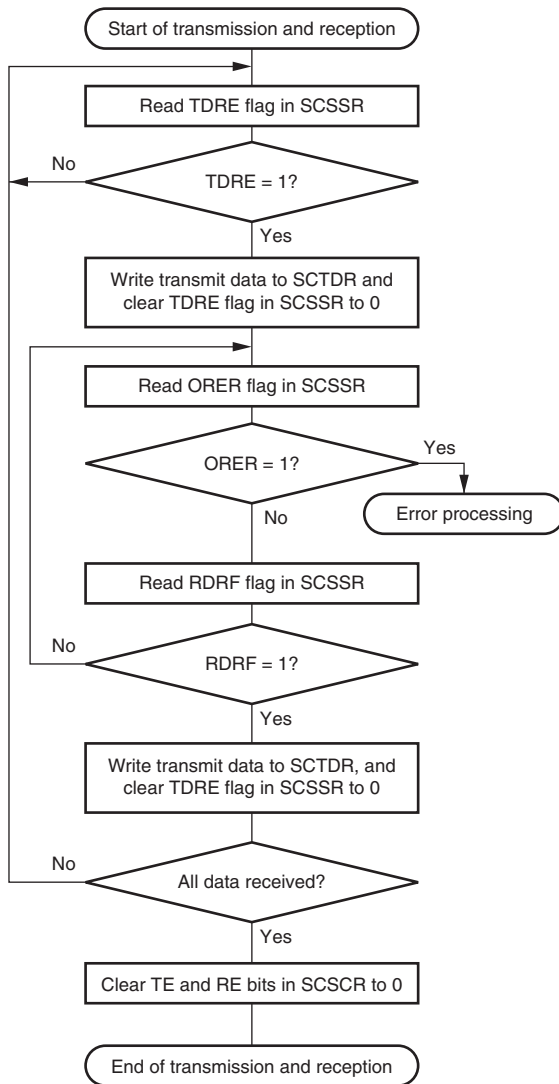 Start of transmission and reception
Read TDRE flag in SCSSR
No
TDRE = 1?
Yes
Write transmit data to SCTDR and
clear TDRE flag in SCSSR to 0
Read ORER flag in SCSSR
Yes
ORER = 1?
Error processing
No
Read RDRF flag in SCSSR
No
RDRF = 1?
Yes
Write transmit data to SCTDR, and
clear TDRE flag in SCSSR to 0
No
All data received?
Yes
Clear TE and RE bits in SCSCR to 0
End of transmission and reception